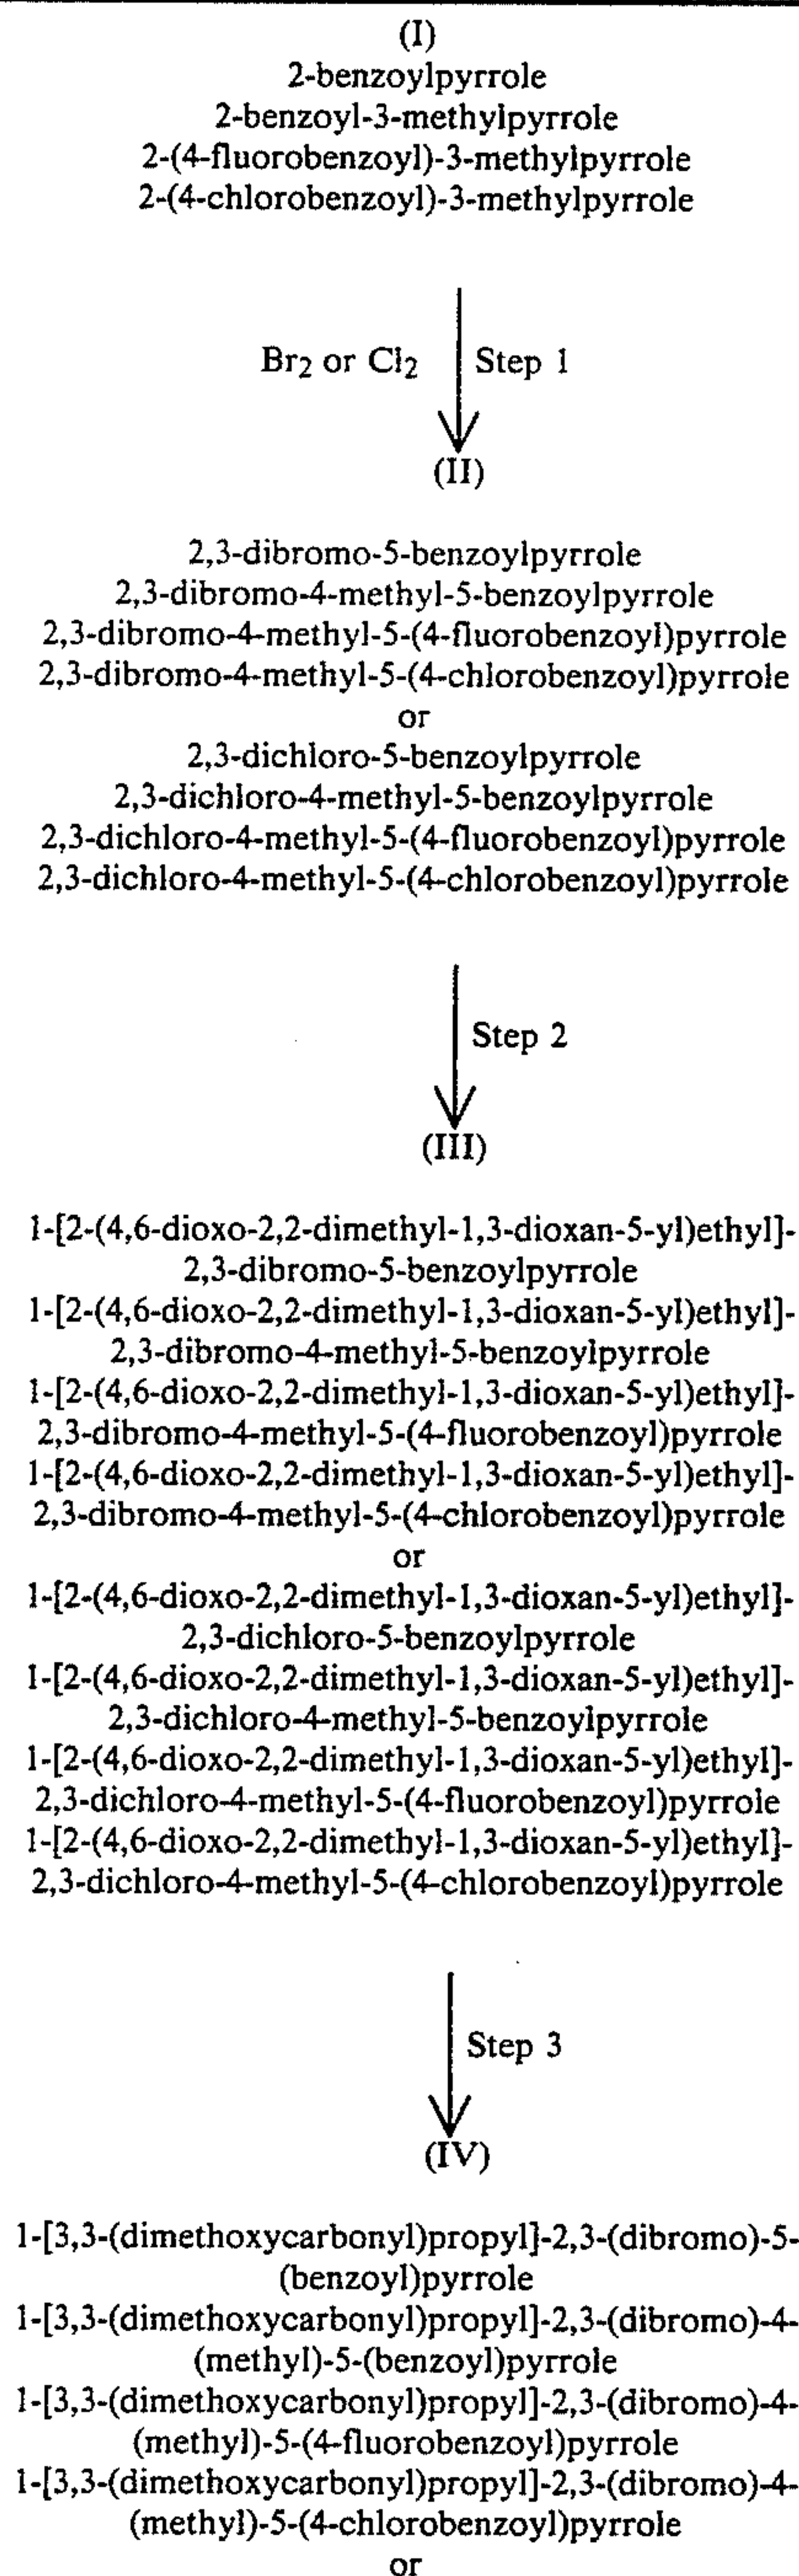 (I)
2-benzoylpyrrole
2-benzoyl-3-methylpyrrole
2-(4-fluorobenzoyl)-3-methylpyrrole
2-(4-chlorobenzoyl)-3-methylpyrrole
Br2 or Cl2 Step 1
(II)
2,3-dibromo-5-benzoylpyrrole
2,3-dibromo-4-methyl-5-benzoylpyrrole
2,3-dibromo-4-methyl-5-(4-fluorobenzoyl)pyrrole
2,3-dibromo-4-methyl-5-(4-chlorobenzoyl)pyrrole
or
2,3-dichloro-5-benzoylpyrrole
2,3-dichloro-4-methyl-5-benzoylpyrrole
2,3-dichloro-4-methyl-5-(4-fluorobenzoyl)pyrrole
2,3-dichloro-4-methyl-5-(4-chlorobenzoyl)pyrrole
Step 2
(III)
1-[2-(4,6-dioxo-2,2-dimethyl-1,3-dioxan-5-yl)ethyl]-
2,3-dibromo-5-benzoylpyrrole
1-[2-(4,6-dioxo-2,2-dimethyl-1,3-dioxan-5-yl)ethyl]-
2,3-dibromo-4-methyl-5-benzoylpyrrole
1-[2-(4,6-dioxo-2,2-dimethyl-1,3-dioxan-5-yl)ethyl]-
2,3-dibromo-4-methyl-5-(4-fluorobenzoyl)pyrrole
1-[2-(4,6-dioxo-2,2-dimethyl-1,3-dioxan-5-yl)ethyl]-
2,3-dibromo-4-methyl-5-(4-chlorobenzoyl)pyrrole
or
1-[2-(4,6-dioxo-2,2-dimethyl-1,3-dioxan-5-yl)ethyl]-
2,3-dichloro-5-benzoylpyrrole
1-[2-(4,6-dioxo-2,2-dimethyl-1,3-dioxan-5-yl)ethyl]-
2,3-dichloro-4-methyl-5-benzoylpyrrole
1-[2-(4,6-dioxo-2,2-dimethyl-1,3-dioxan-5-yl)ethyl]-
2,3-dichloro-4-methyl-5-(4-fluorobenzoyl)pyrrole
1-[2-(4,6-dioxo-2,2-dimethyl-1,3-dioxan-5-yl)ethyl]-
2,3-dichloro-4-methyl-5-(4-chlorobenzoyl)pyrrole
Step 3
(IV)
1-[3,3-(dimethoxycarbonyl)propyl]-2,3-(dibromo)-5-
(benzoyl)pyrrole
1-[3,3-(dimethoxycarbonyl)propyl]-2,3-(dibromo)-4-
(methyl)-5-(benzoyl)pyrrole
1-[3,3-(dimethoxycarbonyl)propyl]-2,3-(dibromo)-4-
(methyl)-5-(4-fluorobenzoyl)pyrrole
1-[3,3-(dimethoxycarbonyl)propyl]-2,3-(dibromo)-4-
(methyl)-5-(4-chlorobenzoyl)pyrrole
or